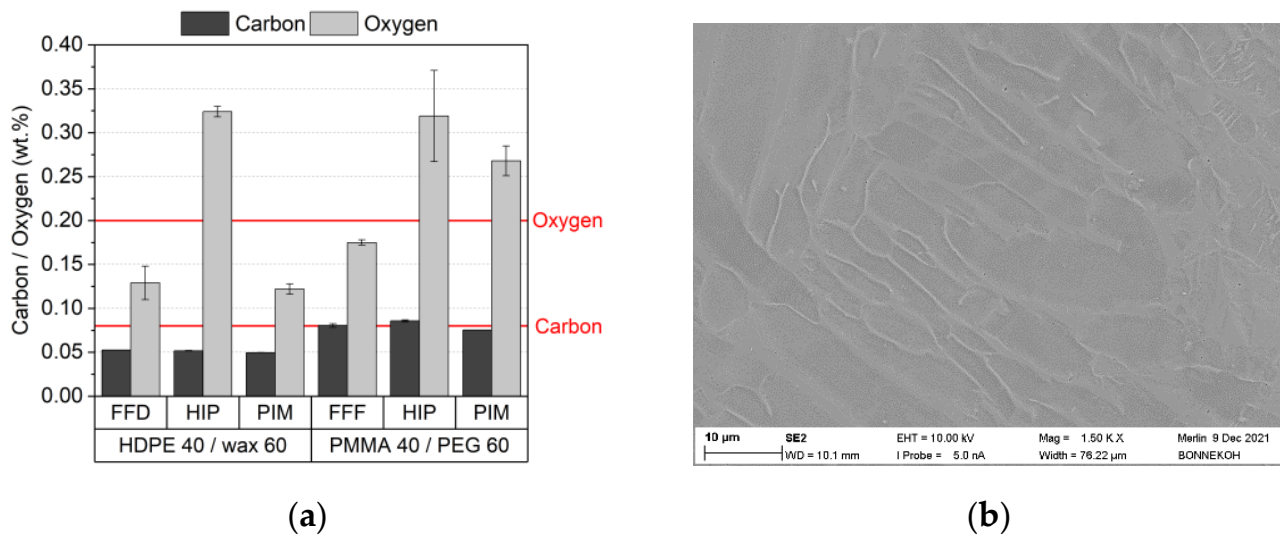 Carbon Oxygen
0.40
0.35
0.30
0.25
0.20
0.15
0.10
0.05
0.00
Carbon / Oxygen (wt.%)
Oxygen
Carbon
FFD HIP PIM FFF HIP PIM
HDPE 40 / wax 60 PMMA 40 / PEG 60
(a)
10 µm SE2 EHT = 10.00 kV Mag = 1.50 K X Merlin 9 Dec 2021
WD = 10.1 mm I Probe = 5.0 nA Width = 76.22 µm BONNEKOH
(b)